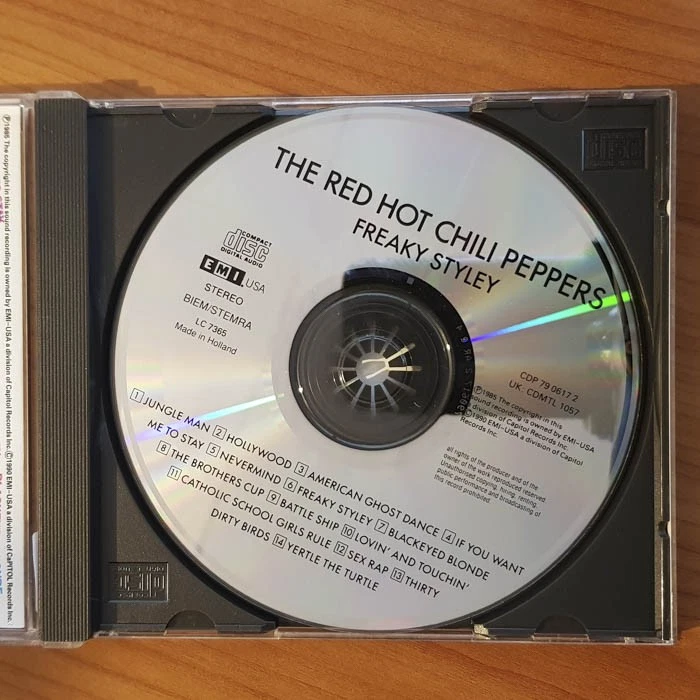 THE RED HOT CHILI PEPPERS
FREAKY STYLEY
COMPACT
disc
DIGITAL AUDIO
EMI. USA
STEREO
BIEM/STEMRA
LC 7365
Made in Holland
CDP 79 0617 2
UK: CDMTL 1057
Ⓟ1985 The copyright in this
sound recording is owned by EMI–USA a
division of Capitol Records Inc.
Ⓒ1990 EMI–USA a division of Capitol
Records Inc.
all rights of the producer and of the
owner of the work reproduced reserved
Unauthorised copying, hiring, renting,
public performance and broadcasting of
this record prohibited.
1 JUNGLE MAN 2 HOLLYWOOD 3 AMERICAN GHOST DANCE 4 IF YOU WANT
ME TO STAY 5 NEVERMIND 6 FREAKY STYLEY 7 BLACKEYED BLONDE
8 THE BROTHERS CUP 9 BATTLE SHIP 10 LOVIN' AND TOUCHIN'
11 CATHOLIC SCHOOL GIRLS RULE 12 SEX RAP 13 THIRTY
DIRTY BIRDS 14 YERTLE THE TURTLE
Ⓟ1985 The copyright in this sound recording is owned by EMI–USA a division of Capitol Records Inc. Ⓒ1990 EMI–USA a division of CaPITOL Records Inc.